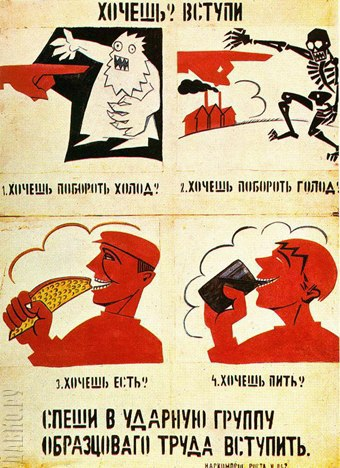 ХОЧЕШЬ? ВСТУПИ
1. ХОЧЕШЬ ПОБОРОТЬ ХОЛОД?
2. ХОЧЕШЬ ПОБОРОТЬ ГОЛОД?
3. ХОЧЕШЬ ЕСТЬ?
4. ХОЧЕШЬ ПИТЬ?
СПЕШИ В УДАРНУЮ ГРУППУ
ОБРАЗЦОВАГО ТРУДА ВСТУПИТЬ.